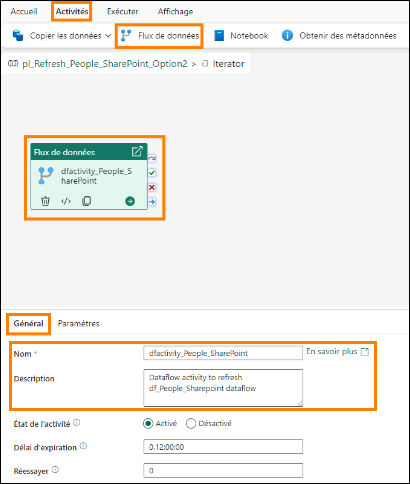 Accueil Activités Exécuter Affichage
Copier les données Flux de données Notebook Obtenir des métadonnées
pl_Refresh_People_SharePoint_Option2 > Iterator
Flux de données
dfactivity_People_S
harePoint
Général Paramètres
Nom * dfactivity_People_SharePoint En savoir plus
Description Dataflow activity to refresh
df_People_Sharepoint dataflow
État de l'activité Activé Désactivé
Délai d'expiration 0.12:00:00
Réessayer 0